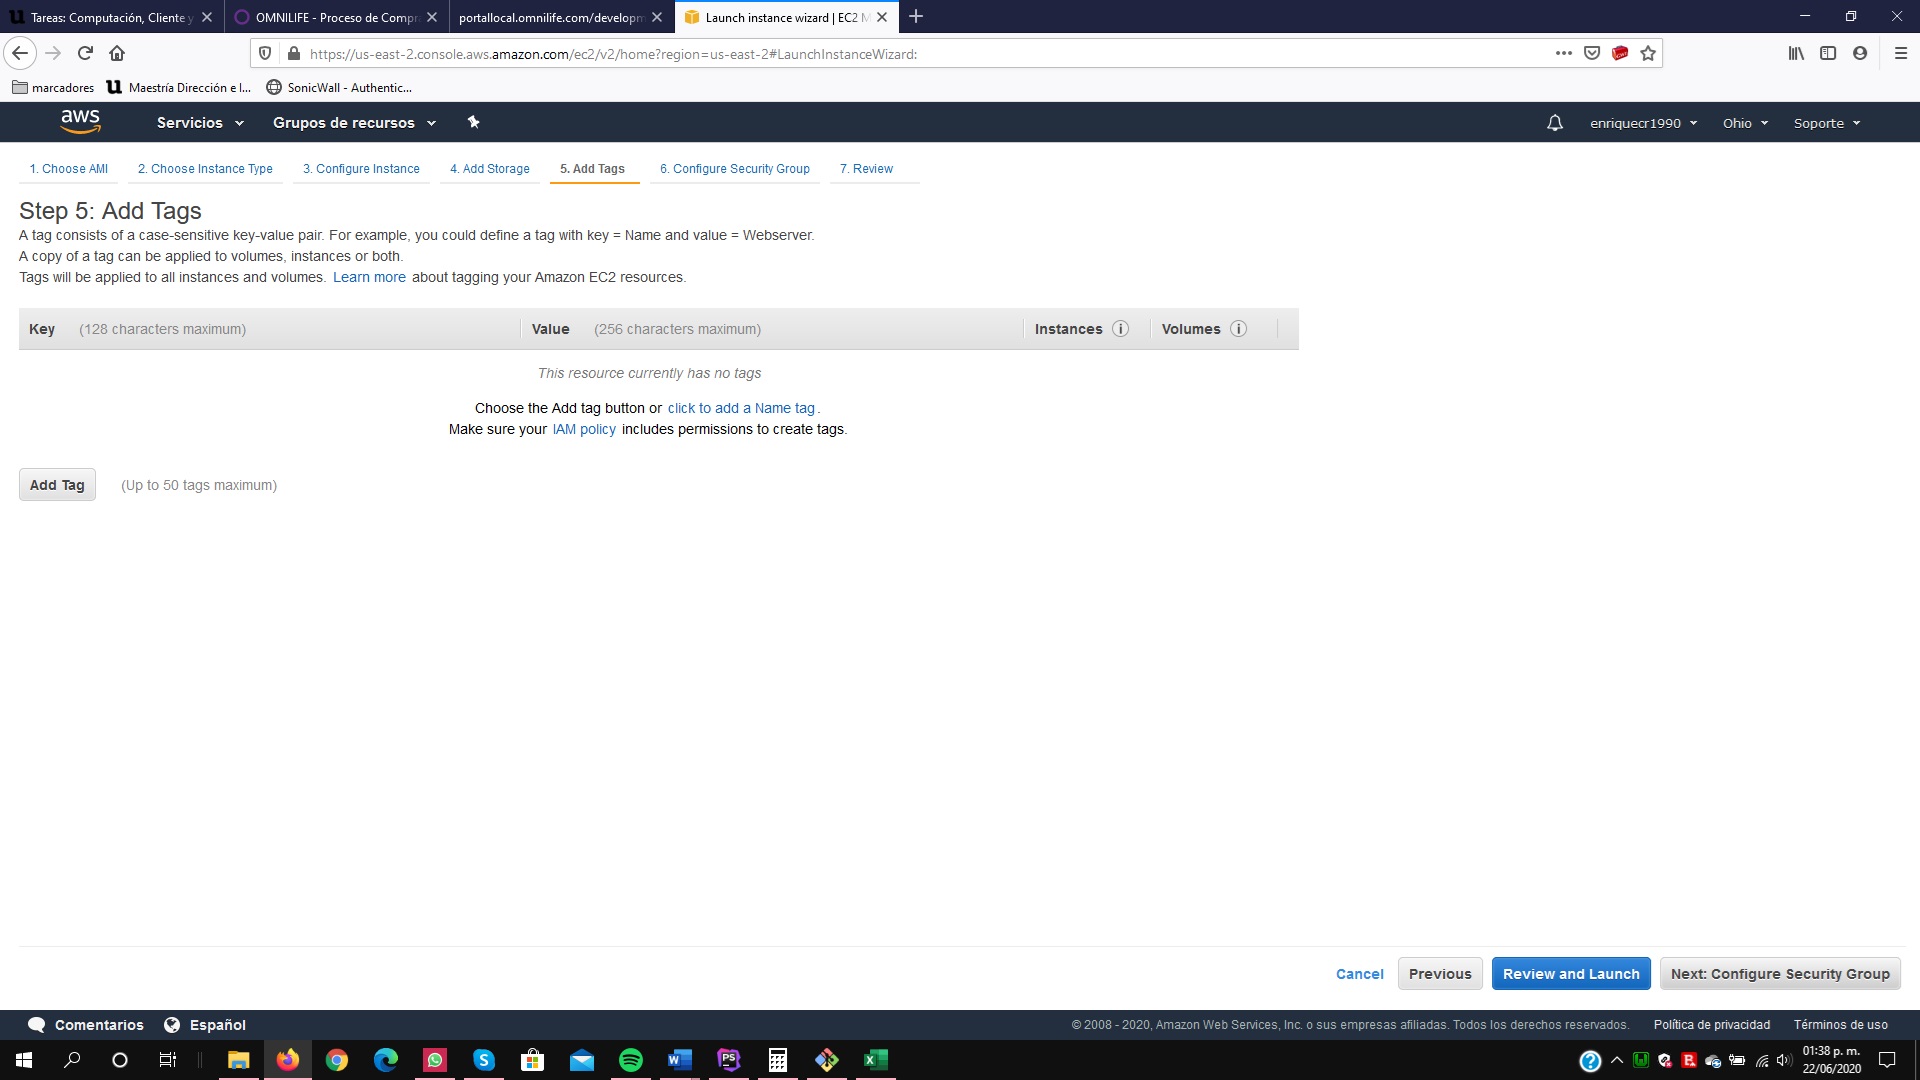 Tareas: Computación, Cliente y
OMNILIFE - Proceso de Compr
portallocal.omnilife.com/developm
Launch instance wizard | EC2 M
https://us-east-2.console.aws.amazon.com/ec2/v2/home?region=us-east-2#LaunchInstanceWizard:
marcadores
Maestría Dirección e I...
SonicWall - Authentic...
aws
Servicios
Grupos de recursos
enriquecr1990
Ohio
Soporte
1. Choose AMI
2. Choose Instance Type
3. Configure Instance
4. Add Storage
5. Add Tags
6. Configure Security Group
7. Review
Step 5: Add Tags
A tag consists of a case-sensitive key-value pair. For example, you could define a tag with key = Name and value = Webserver.
A copy of a tag can be applied to volumes, instances or both.
Tags will be applied to all instances and volumes. Learn more about tagging your Amazon EC2 resources.
Key (128 characters maximum)
Value (256 characters maximum)
Instances
Volumes
This resource currently has no tags
Choose the Add tag button or click to add a Name tag.
Make sure your IAM policy includes permissions to create tags.
Add Tag
(Up to 50 tags maximum)
Cancel
Previous
Review and Launch
Next: Configure Security Group
Comentarios
Español
© 2008 - 2020, Amazon Web Services, Inc. o sus empresas afiliadas. Todos los derechos reservados.
Política de privacidad
Términos de uso
01:38 p. m.
22/06/2020